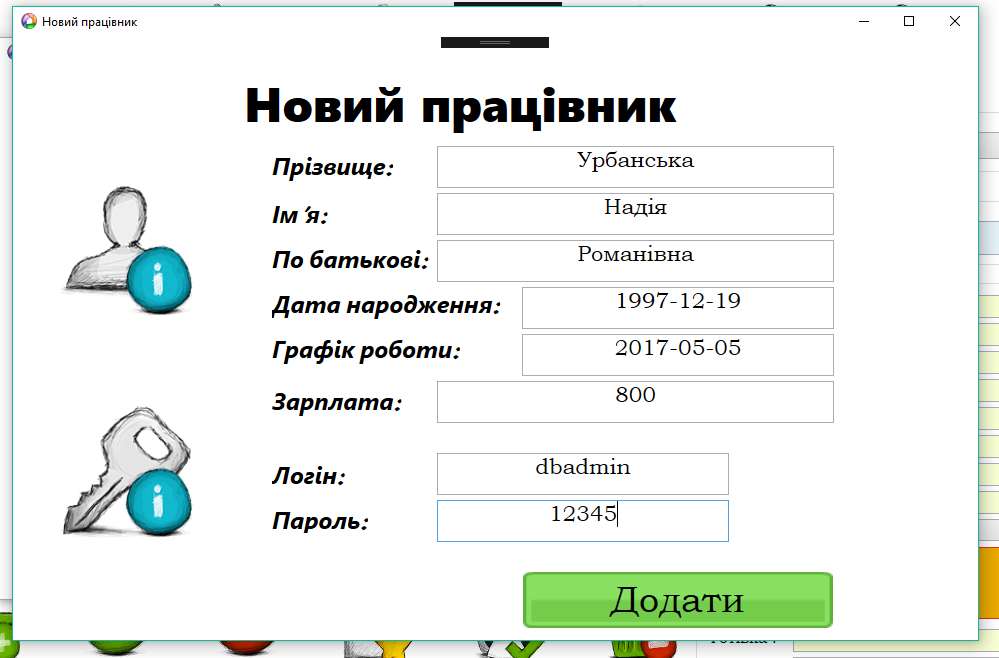 Новий працівник
Новий працівник
Прізвище: Урбанська
Ім'я: Надія
По батькові: Романівна
Дата народження: 1997-12-19
Графік роботи: 2017-05-05
Зарплата: 800
Логін: dbadmin
Пароль: 12345
Додати